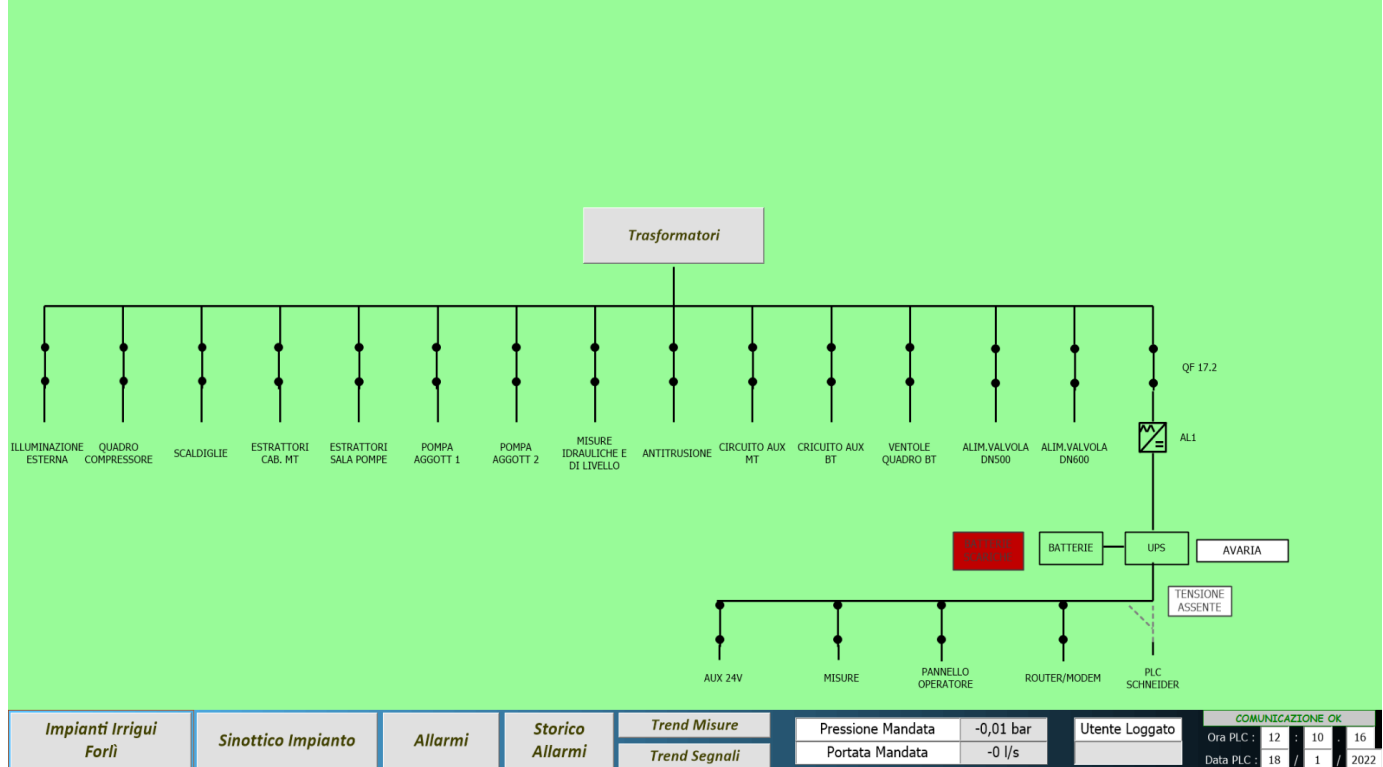 Trasformatori
QF 17.2
ILLUMINAZIONE
ESTERNA
QUADRO
COMPRESSORE
SCALDIGLIE
ESTRATTORI
CAB. MT
ESTRATTORI
SALA POMPE
POMPA
AGGOTT 1
POMPA
AGGOTT 2
MISURE
IDRAULICHE E
DI LIVELLO
ANTITRUSIONE
CIRCUITO AUX
MT
CRICUITO AUX
BT
VENTOLE
QUADRO BT
ALIM.VALVOLA
DN500
ALIM.VALVOLA
DN600
AL1
BATTERIE
UPS
AVARIA
TENSIONE
ASSENTE
AUX 24V
MISURE
PANNELLO
OPERATORE
ROUTER/MODEM
PLC
SCHNEIDER
Impianti Irrigui
Forlì
Sinottico Impianto
Allarmi
Storico
Allarmi
Trend Misure
Trend Segnali
Pressione Mandata -0,01 bar
Portata Mandata -0 l/s
Utente Loggato
COMUNICAZIONE OK
Ora PLC : 12 : 10 . 16
Data PLC : 18 / 1 / 2022